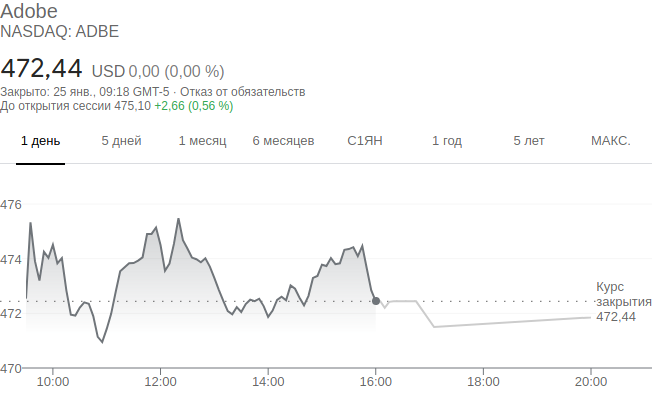 Adobe
NASDAQ: ADBE
472,44 USD 0,00 (0,00 %)
Закрыто: 25 янв., 09:18 GMT-5 · Отказ от обязательств
До открытия сессии 475,10 +2,66 (0,56 %)
1 день 5 дней 1 месяц 6 месяцев С1ЯН 1 год 5 лет МАКС.
476
474
Курс
закрытия
472 472,44
470
10:00 12:00 14:00 16:00 18:00 20:00